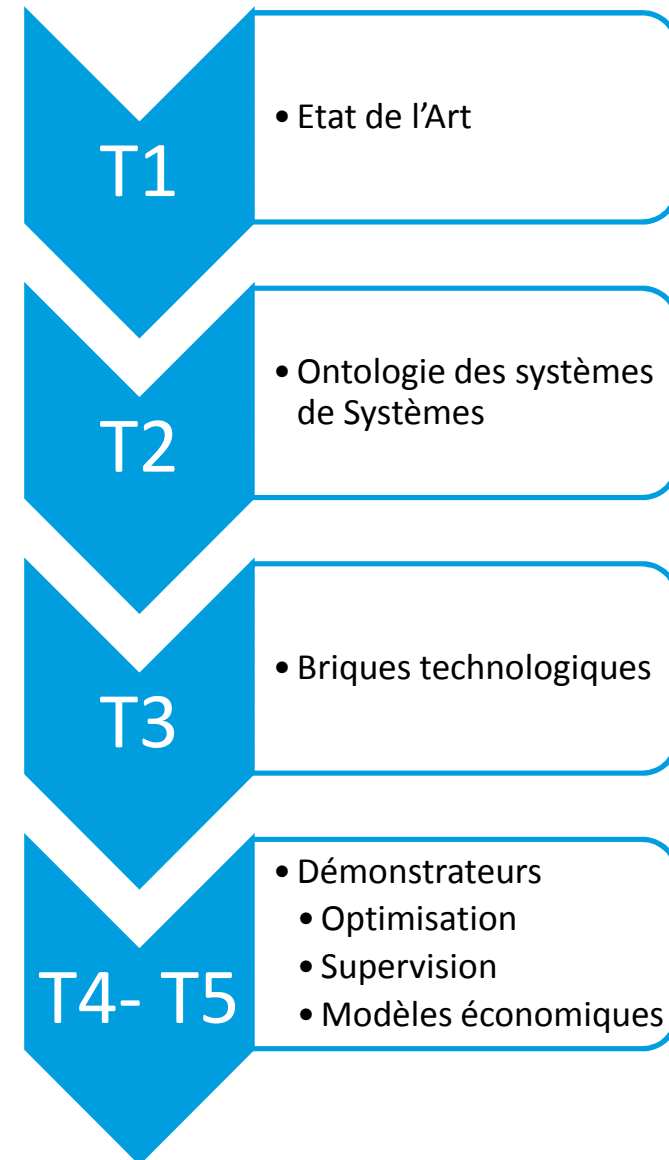 T1
• Etat de l’Art
T2
• Ontologie des systèmes
de Systèmes
T3
• Briques technologiques
T4- T5
• Démonstrateurs
• Optimisation
• Supervision
• Modèles économiques